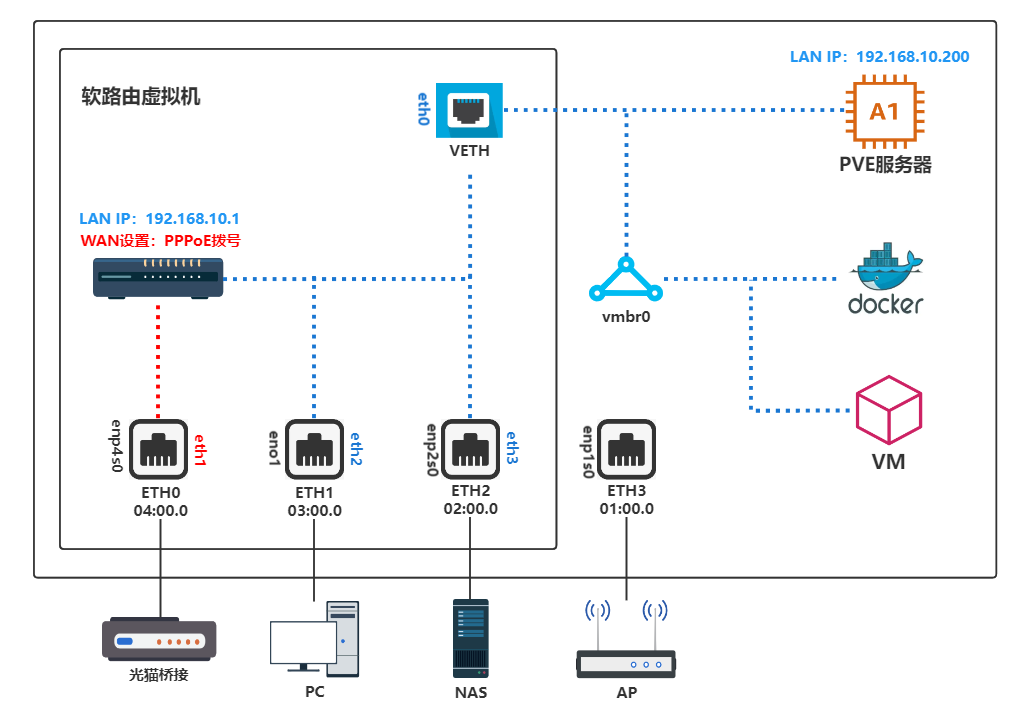 LAN IP：192.168.10.200
软路由虚拟机
eth0
A1
VETH
PVE服务器
LAN IP：192.168.10.1
WAN设置：PPPoE拨号
vmbr0
docker
enp4s0
eth1
eno1
eth2
enp2s0
eth3
enp1s0
VM
ETH0
04:00.0
ETH1
03:00.0
ETH2
02:00.0
ETH3
01:00.0
光猫桥接
PC
NAS
AP